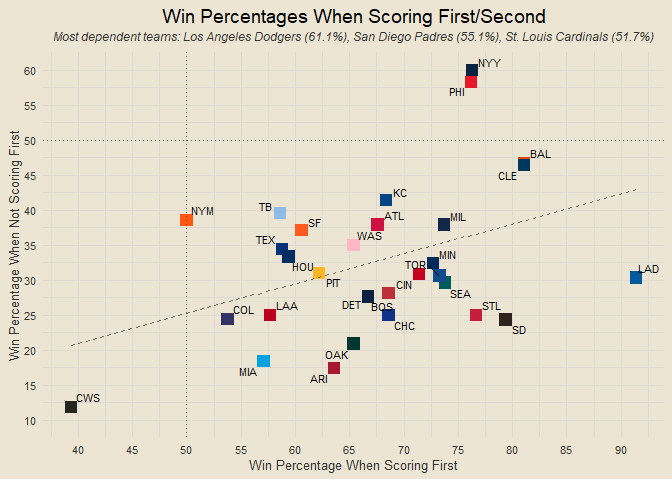 Win Percentages When Scoring First/Second
Most dependent teams: Los Angeles Dodgers (61.1%), San Diego Padres (55.1%), St. Louis Cardinals (51.7%)
Win Percentage When Not Scoring First
60
55
50
45
40
35
30
25
20
15
10
NYY
PHI
BAL
CLE
KC
TB
NYM
ATL
MIL
SF
WAS
TEX
HOU
MIN
TOR
LAD
PIT
CIN
SEA
DET
BOS
COL
LAA
STL
CHC
SD
OAK
MIA
ARI
CWS
40
45
50
55
60
65
70
75
80
85
90
Win Percentage When Scoring First